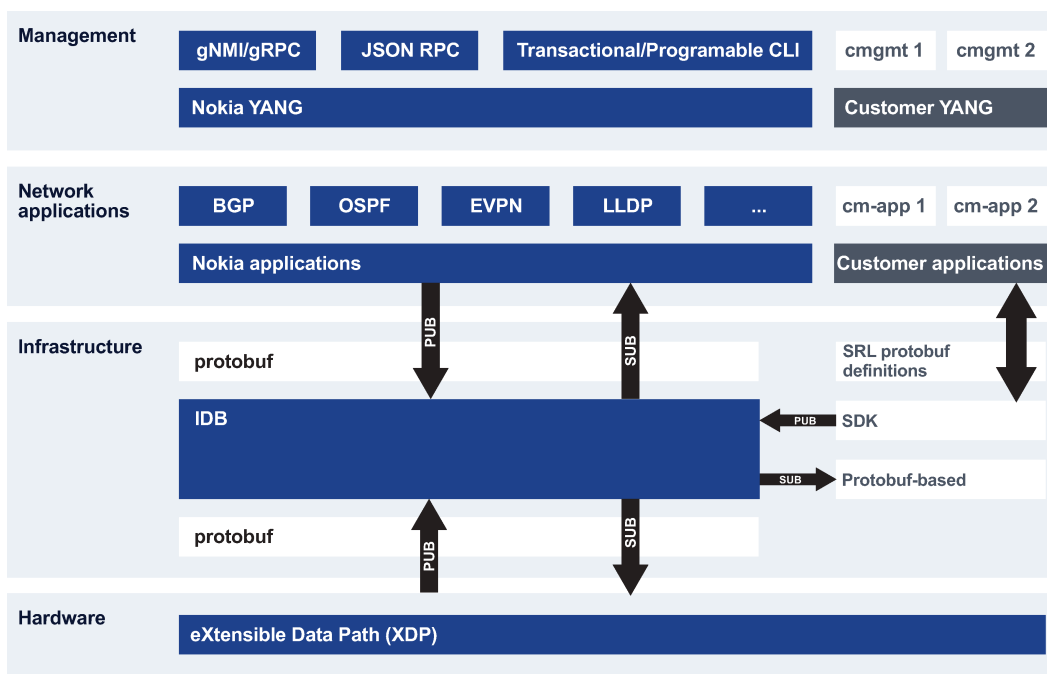 Management
gNMI/gRPC
JSON RPC
Transactional/Programable CLI
cmgmt 1
cmgmt 2
Nokia YANG
Customer YANG
Network
applications
BGP
OSPF
EVPN
LLDP
...
cm-app 1
cm-app 2
Nokia applications
Customer applications
PUB
SUB
Infrastructure
protobuf
SRL protobuf
definitions
IDB
PUB
SDK
SUB
Protobuf-based
protobuf
PUB
SUB
Hardware
eXtensible Data Path (XDP)